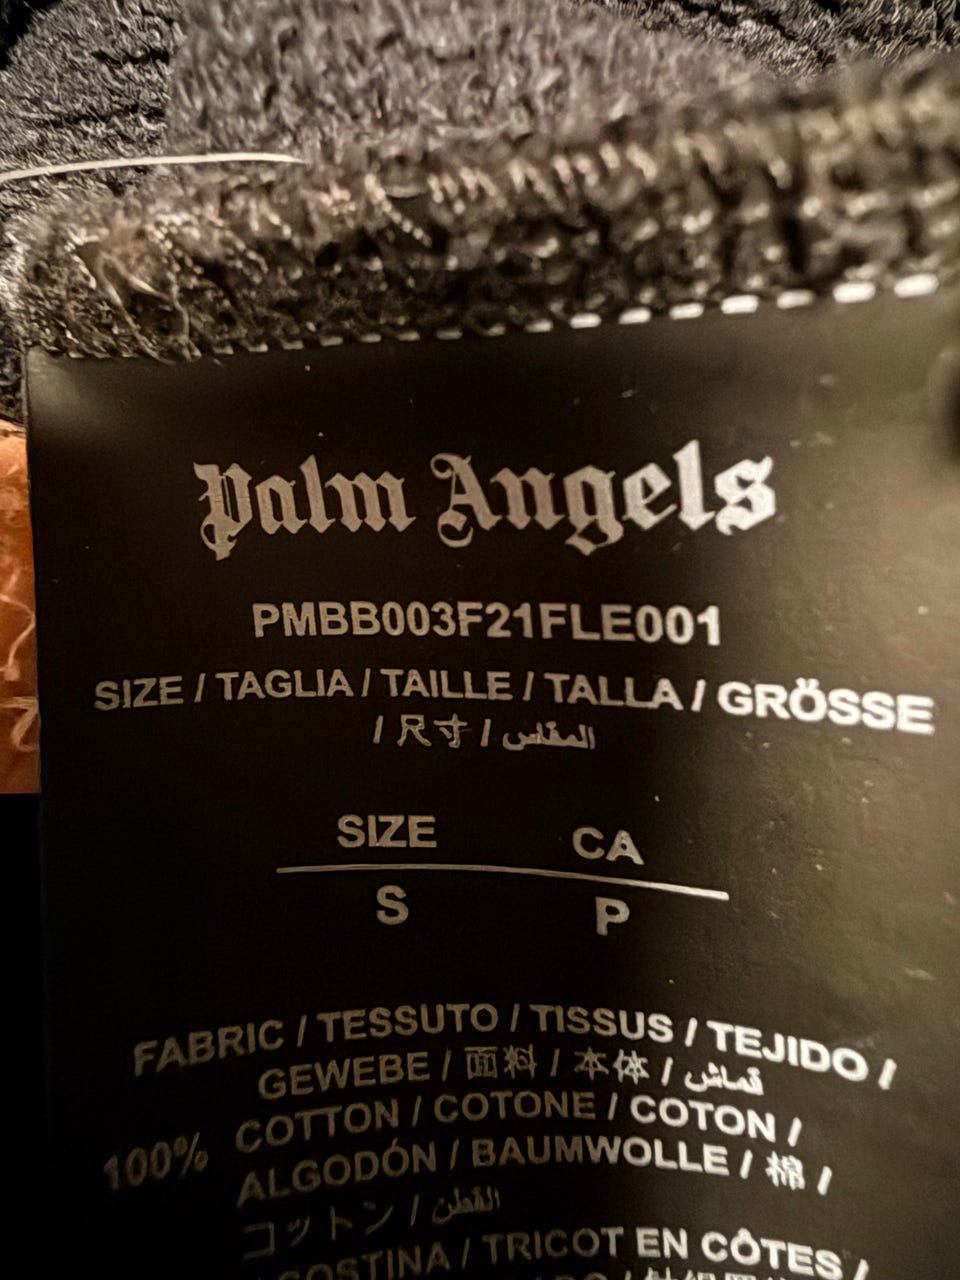 Palm Angels
PMBB003F21FLE001
SIZE / TAGLIA / TAILLE / TALLA / GRÖSSE
/ 尺寸 / المقاس
SIZE CA
S P
FABRIC / TESSUTO / TISSUS / TEJIDO /
GEWEBE / 面料 / 本体 / قماش
100% COTTON / COTONE / COTON /
ALGODÓN / BAUMWOLLE / 棉 /
コットン / القطن
COSTINA / TRICOT EN CÔTES /